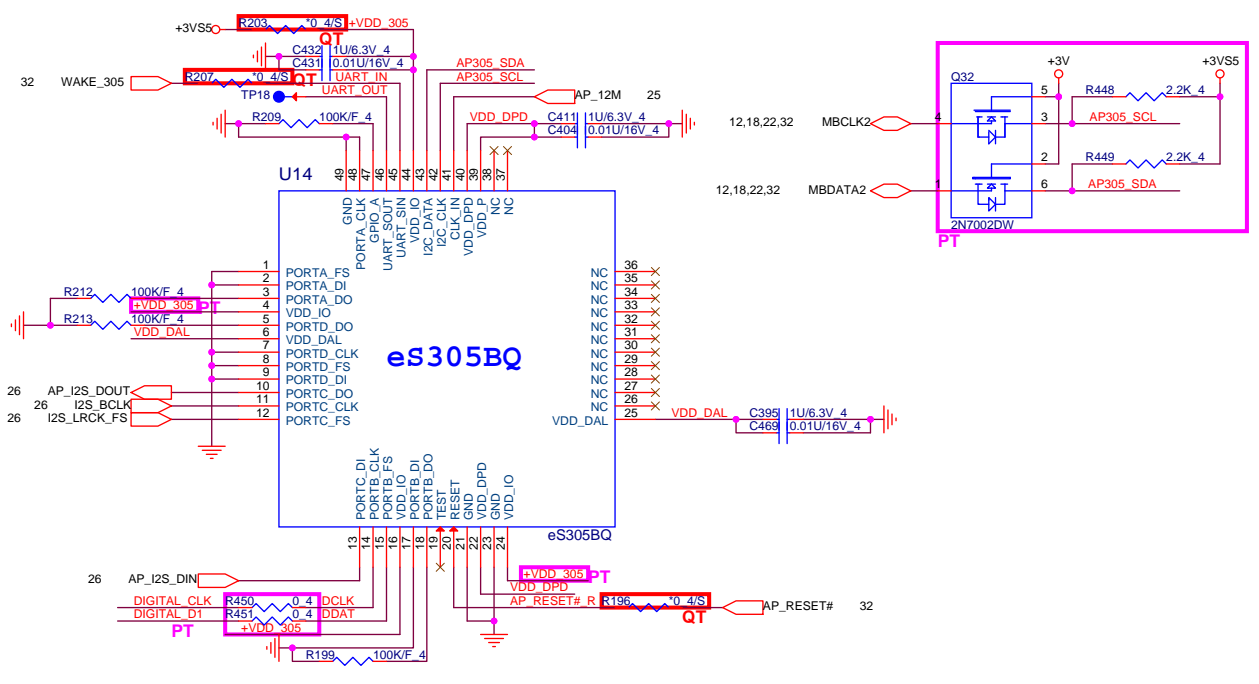 +3VS5
R203
*0_4/S
+VDD_305
QT
C432
1U/6.3V_4
C431
0.01U/16V_4
32
WAKE_305
R207
*0_4/S
QT
UART_IN
TP18
UART_OUT
AP305_SDA
AP305_SCL
AP_12M
25
R209
100K/F_4
VDD_DPD
C411
1U/6.3V_4
C404
0.01U/16V_4
+3V
+3VS5
Q32
5
R448
2.2K_4
12,18,22,32
MBCLK2
4
3
AP305_SCL
2
R449
2.2K_4
12,18,22,32
MBDATA2
1
6
AP305_SDA
2N7002DW
PT
U14
49
48
47
46
45
44
43
42
41
40
39
38
37
GND
PORTA_CLK
GPIO_A
UART_SOUT
UART_SIN
VDD_IO
I2C_DATA
I2C_CLK
CLK_IN
VDD_DPD
VDD_P
NC
NC
1
PORTA_FS
2
PORTA_DI
3
PORTA_DO
4
VDD_IO
5
PORTD_DO
6
VDD_DAL
7
PORTD_CLK
8
PORTD_FS
9
PORTD_DI
10
PORTC_DO
11
PORTC_CLK
12
PORTC_FS
R212
100K/F_4
+VDD_305
PT
R213
100K/F_4
VDD_DAL
26
AP_I2S_DOUT
26
I2S_BCLK
26
I2S_LRCK_FS
eS305BQ
NC
36
NC
35
NC
34
NC
33
NC
32
NC
31
NC
30
NC
29
NC
28
NC
27
NC
26
VDD_DAL
25
VDD_DAL
C395
1U/6.3V_4
C469
0.01U/16V_4
PORTC_DI
PORTB_CLK
PORTB_FS
VDD_IO
PORTB_DI
PORTB_DO
TEST
RESET
GND
VDD_DPD
GND
VDD_IO
eS305BQ
13
14
15
16
17
18
19
20
21
22
23
24
26
AP_I2S_DIN
+VDD_305
PT
VDD_DPD
DIGITAL_CLK
R450
0_4
DCLK
AP_RESET#_R
R196
*0_4/S
AP_RESET#
32
DIGITAL_D1
R451
0_4
DDAT
QT
PT
+VDD_305
R199
100K/F_4